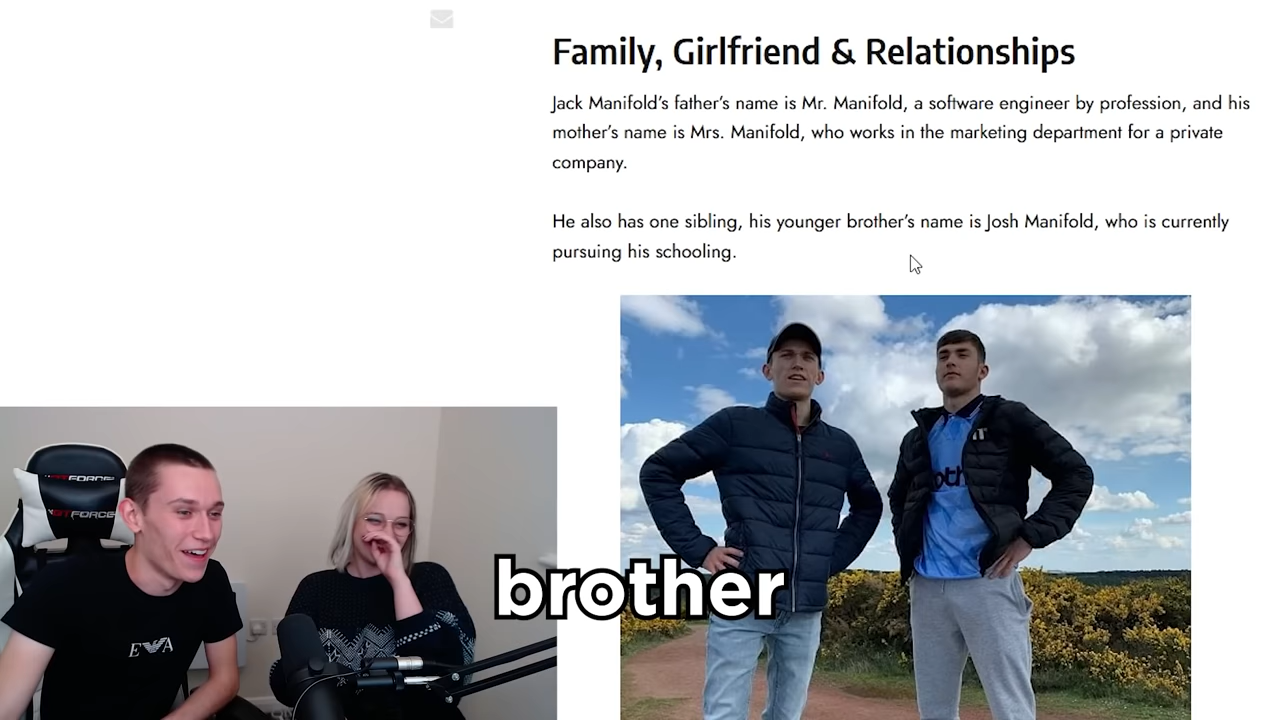 Family, Girlfriend & Relationships
Jack Manifold's father's name is Mr. Manifold, a software engineer by profession, and his
mother's name is Mrs. Manifold, who works in the marketing department for a private
company.
He also has one sibling, his younger brother's name is Josh Manifold, who is currently
pursuing his schooling.
GTFORCE
GTFORCE
brother